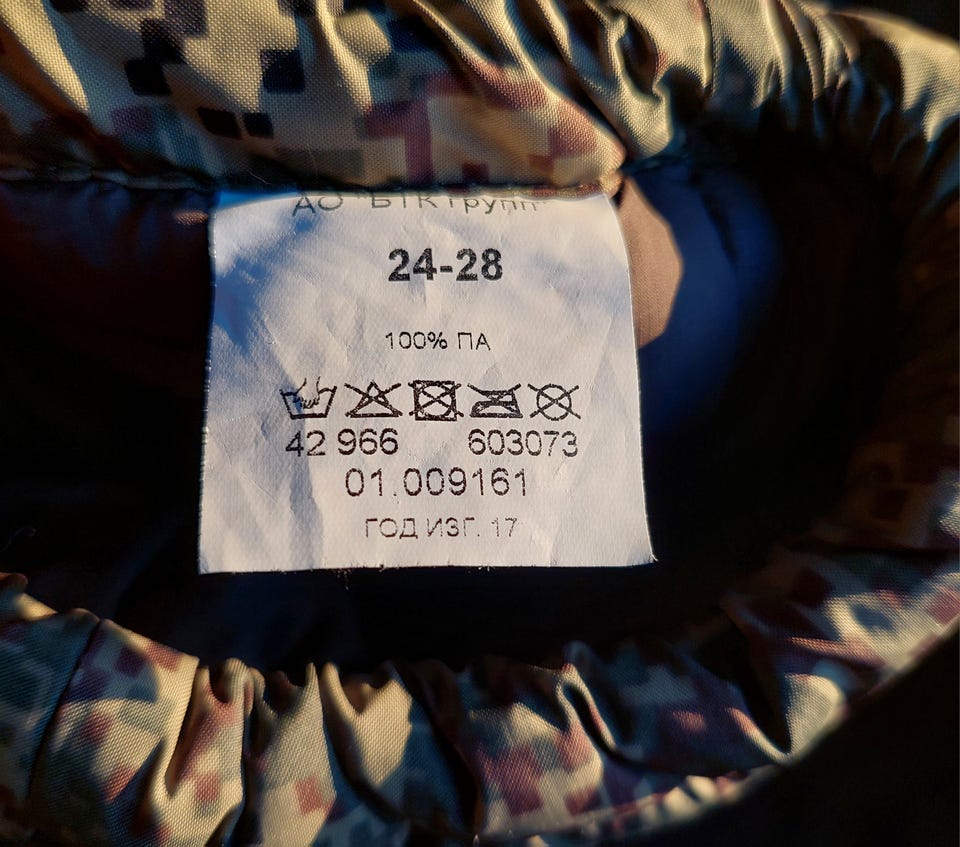 АО "БТК групп"
24-28
100% ПА
42 966 603073
01.009161
ГОД ИЗГ. 17